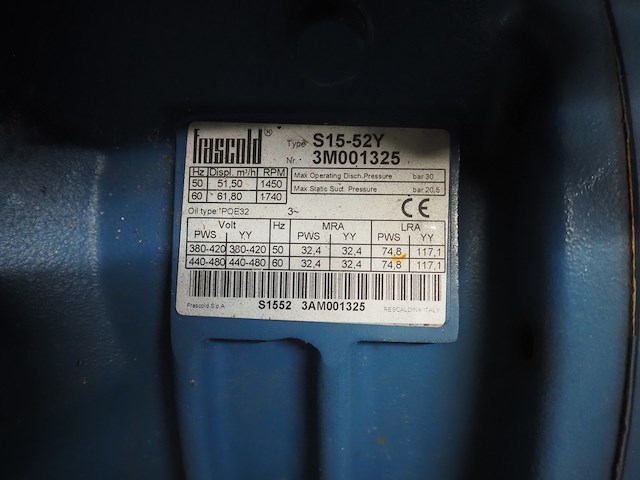 frascold® Type S15-52Y
Nr. 3M001325
Hz Displ. m³/h RPM
50 51,50 1450
60 61,80 1740
Max Operating Disch.Pressure bar 30
Max Static Suct. Pressure bar 20,5
Oil type "POE32 3~
CE
Volt Hz MRA LRA
PWS YY PWS YY PWS YY
380-420 380-420 50 32,4 32,4 74,8 117,1
440-480 440-480 60 32,4 32,4 74,8 117,1
Frascold S.p.A. S1552 3AM001325 RESCALDINA ITALY